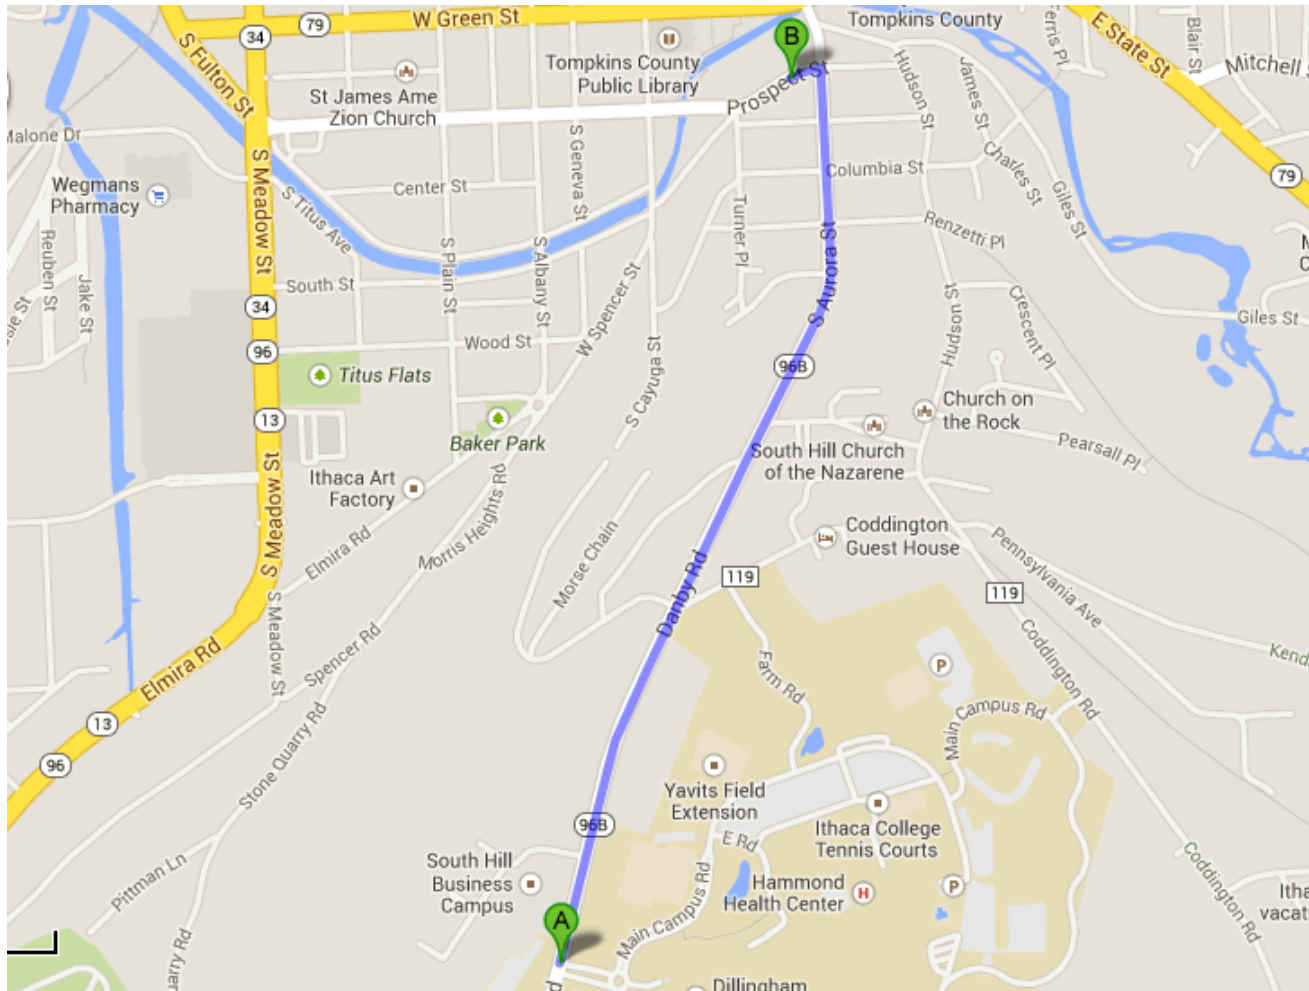 W Green St
79
34
Tompkins County
E State St
Ferris Pl
Blair St
Mitchell
S Fulton St
B
Tompkins County
Public Library
St James Ame
Zion Church
Prospect St
Hudson St
James St
Malone Dr
S Geneva St
Columbia St
Charles St
79
Wegmans
Pharmacy
S Meadow St
S Titus Ave
Center St
Turner Pl
Renzetti Pl
Giles St
Reuben St
Jake St
S Plain St
S Albany St
S Aurora St
South St
W Spencer St
Hudson St
Crescent Pl
Giles St
34
96
Wood St
S Cayuga St
96B
Titus Flats
13
Church on
the Rock
Baker Park
South Hill Church
of the Nazarene
Pearsall Pl
Ithaca Art
Factory
S Meadow St
Morris Heights Rd
Elmira Rd
Morse Chain
Danby Rd
Coddington
Guest House
Pennsylvania Ave
119
119
S Meadow St
Spencer Rd
Elmira Rd
Farm Rd
P
Coddington Rd
13
Stone Quarry Rd
Main Campus Rd
96
Yavits Field
Extension
96B
Ithaca College
Tennis Courts
E Rd
Pittman Ln
South Hill
Business
Campus
Hammond
Health Center
H
P
Coddington Rd
A
Main Campus Rd
Dillingham